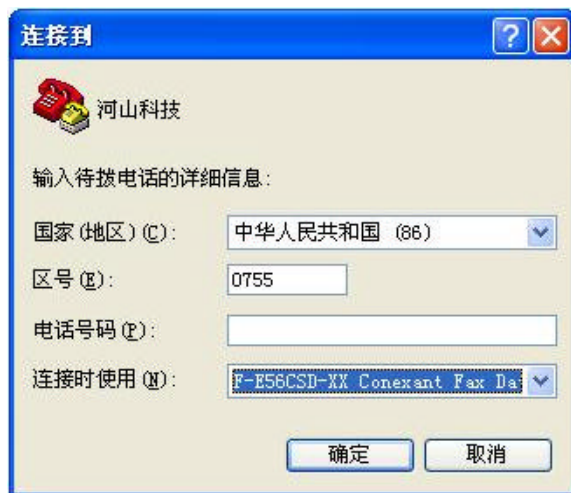 连接到
河山科技
输入待拔电话的详细信息:
国家(地区)(C): 中华人民共和国 (86)
区号(E): 0755
电话号码(P):
连接时使用(N): F-E56CSD-XX Conexant Fax Da
确定 取消